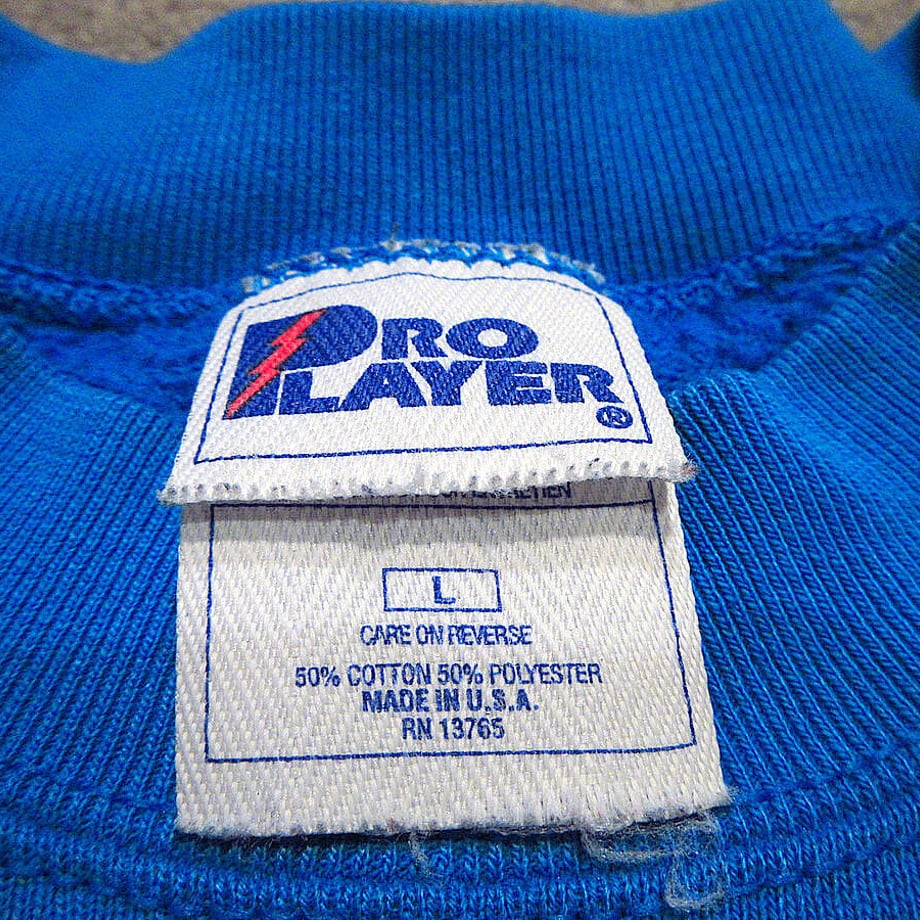 PRO
PLAYER®
L
CARE ON REVERSE
50% COTTON 50% POLYESTER
MADE IN U.S.A.
RN 13765